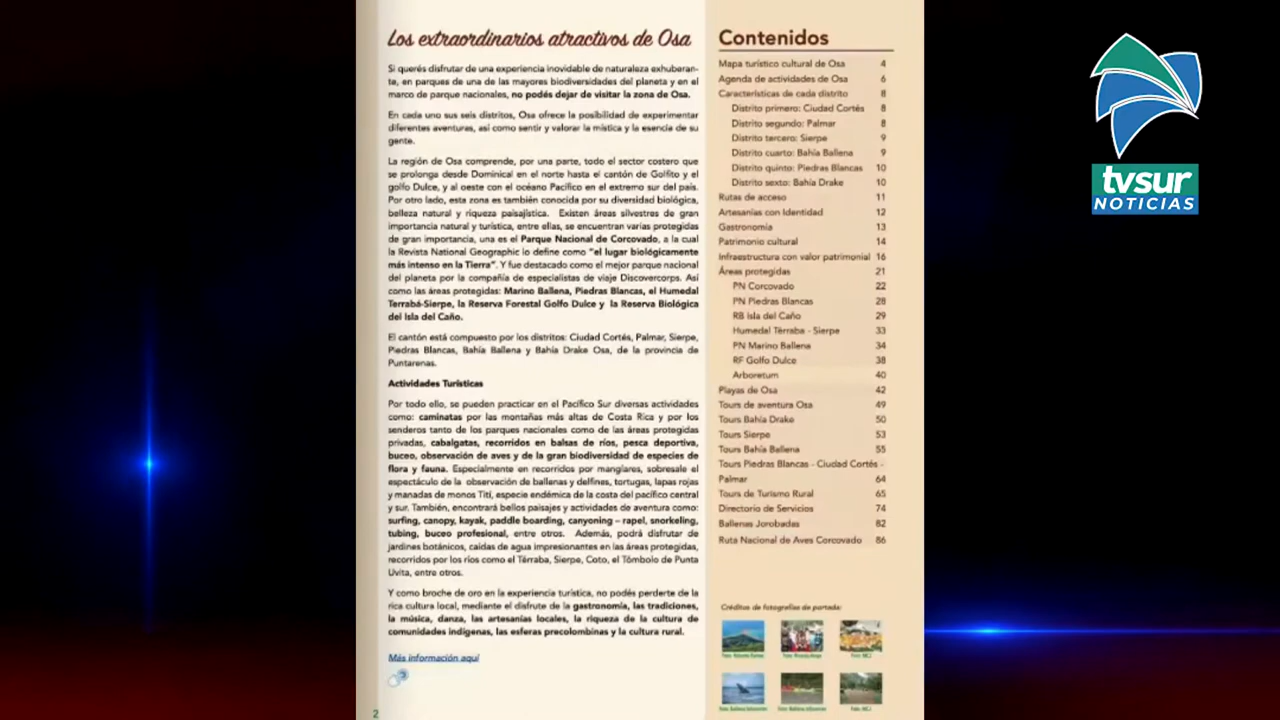 Los extraordinarios atractivos de Osa
Si querés disfrutar de una experiencia inovidable de naturaleza exhuberan-
te, en parques de una de las mayores biodiversidades del planeta y en el
marco de parque nacionales, no podés dejar de visitar la zona de Osa.
En cada uno sus seis distritos, Osa ofrece la posibilidad de experimentar
diferentes aventuras, así como sentir y valorar la mística y la esencia de su
gente.
La región de Osa comprende, por una parte, todo el sector costero que
se prolonga desde Dominical en el norte hasta el cantón de Golfito y el
golfo Dulce, y al oeste con el océano Pacífico en el extremo sur del país.
Por otro lado, esta zona es también conocida por su diversidad biológica,
belleza natural y riqueza paisajística. Existen áreas silvestres de gran
importancia natural y turística, entre ellas, se encuentran varias protegidas
de gran importancia, una es el Parque Nacional de Corcovado, a la cual
la Revista National Geographic lo define como "el lugar biológicamente
más intenso en la Tierra". Y fue destacado como el mejor parque nacional
del planeta por la compañía de especialistas de viaje Discovercorps. Así
como las áreas protegidas: Marino Ballena, Piedras Blancas, el Humedal
Terrabá-Sierpe, la Reserva Forestal Golfo Dulce y la Reserva Biológica
del Isla del Caño.
El cantón está compuesto por los distritos: Ciudad Cortés, Palmar, Sierpe,
Piedras Blancas, Bahía Ballena y Bahía Drake Osa, de la provincia de
Puntarenas.
Actividades Turísticas
Por todo ello, se pueden practicar en el Pacífico Sur diversas actividades
como: caminatas por las montañas más altas de Costa Rica y por los
senderos tanto de los parques nacionales como de las áreas protegidas
privadas, cabalgatas, recorridos en balsas de ríos, pesca deportiva,
buceo, observación de aves y de la gran biodiversidad de especies de
flora y fauna. Especialmente en recorridos por manglares, sobresale el
espectáculo de la observación de ballenas y delfines, tortugas, lapas rojas
y manadas de monos Tití, especie endémica de la costa del pacífico central
y sur. También, encontrará bellos paisajes y actividades de aventura como:
surfing, canopy, kayak, paddle boarding, canyoning – rapel, snorkeling,
tubing, buceo profesional, entre otros. Además, podrá disfrutar de
jardines botánicos, caídas de agua impresionantes en las áreas protegidas,
recorridos por los ríos como el Térraba, Sierpe, Coto, el Tómbolo de Punta
Uvita, entre otros.
Y como broche de oro en la experiencia turística, no podés perderte de la
rica cultura local, mediante el disfrute de la gastronomía, las tradiciones,
la música, danza, las artesanías locales, la riqueza de la cultura de
comunidades indígenas, las esferas precolombinas y la cultura rural.
Más información aquí
2
Contenidos
Mapa turístico cultural de Osa 4
Agenda de actividades de Osa 6
Características de cada distrito 8
Distrito primero: Ciudad Cortés 8
Distrito segundo: Palmar 8
Distrito tercero: Sierpe 9
Distrito cuarto: Bahía Ballena 9
Distrito quinto: Piedras Blancas 10
Distrito sexto: Bahía Drake 10
Rutas de acceso 11
Artesanías con Identidad 12
Gastronomía 13
Patrimonio cultural 14
Infraestructura con valor patrimonial 16
Áreas protegidas 21
PN Corcovado 22
PN Piedras Blancas 28
RB Isla del Caño 29
Humedal Térraba - Sierpe 33
PN Marino Ballena 34
RF Golfo Dulce 38
Arboretum 40
Playas de Osa 42
Tours de aventura Osa 49
Tours Bahía Drake 50
Tours Sierpe 53
Tours Bahía Ballena 55
Tours Piedras Blancas - Ciudad Cortés -
Palmar 64
Tours de Turismo Rural 65
Directorio de Servicios 74
Ballenas Jorobadas 82
Ruta Nacional de Aves Corcovado 86
Créditos de fotografías de portada:
tvsur
NOTICIAS